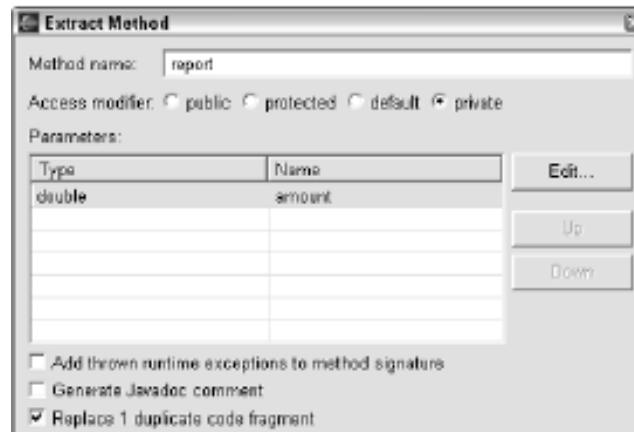 Extract Method
Method name: report
Access modifier: public protected default private
Parameters:
Type Name Edit...
double amount
Up
Down
Add thrown runtime exceptions to method signature
Generate Javadoc comment
Replace 1 duplicate code fragment